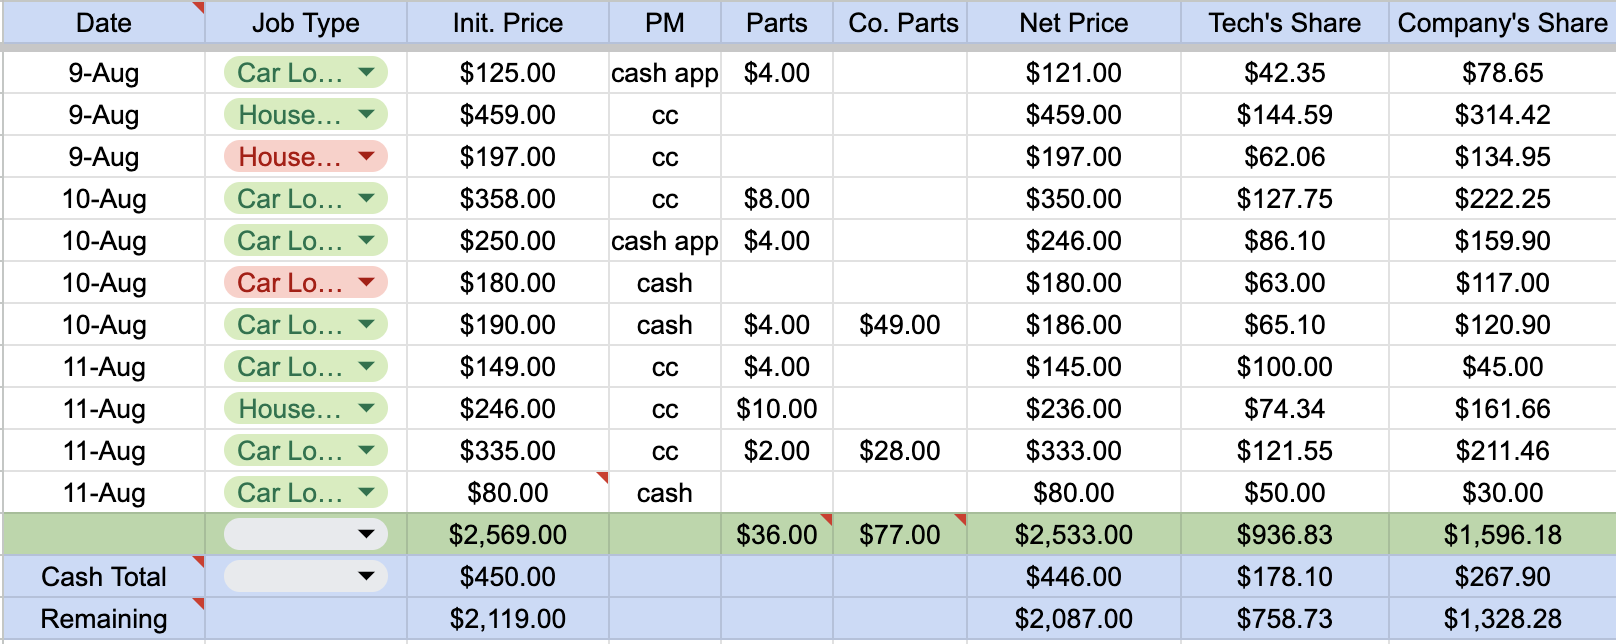 Date Job Type Init. Price PM Parts Co. Parts Net Price Tech's Share Company's Share
9-Aug Car Lo... $125.00 cash app $4.00 $121.00 $42.35 $78.65
9-Aug House... $459.00 cc $459.00 $144.59 $314.42
9-Aug House... $197.00 cc $197.00 $62.06 $134.95
10-Aug Car Lo... $358.00 cc $8.00 $350.00 $127.75 $222.25
10-Aug Car Lo... $250.00 cash app $4.00 $246.00 $86.10 $159.90
10-Aug Car Lo... $180.00 cash $180.00 $63.00 $117.00
10-Aug Car Lo... $190.00 cash $4.00 $49.00 $186.00 $65.10 $120.90
11-Aug Car Lo... $149.00 cc $4.00 $145.00 $100.00 $45.00
11-Aug House... $246.00 cc $10.00 $236.00 $74.34 $161.66
11-Aug Car Lo... $335.00 cc $2.00 $28.00 $333.00 $121.55 $211.46
11-Aug Car Lo... $80.00 cash $80.00 $50.00 $30.00
$2,569.00 $36.00 $77.00 $2,533.00 $936.83 $1,596.18
Cash Total $450.00 $446.00 $178.10 $267.90
Remaining $2,119.00 $2,087.00 $758.73 $1,328.28